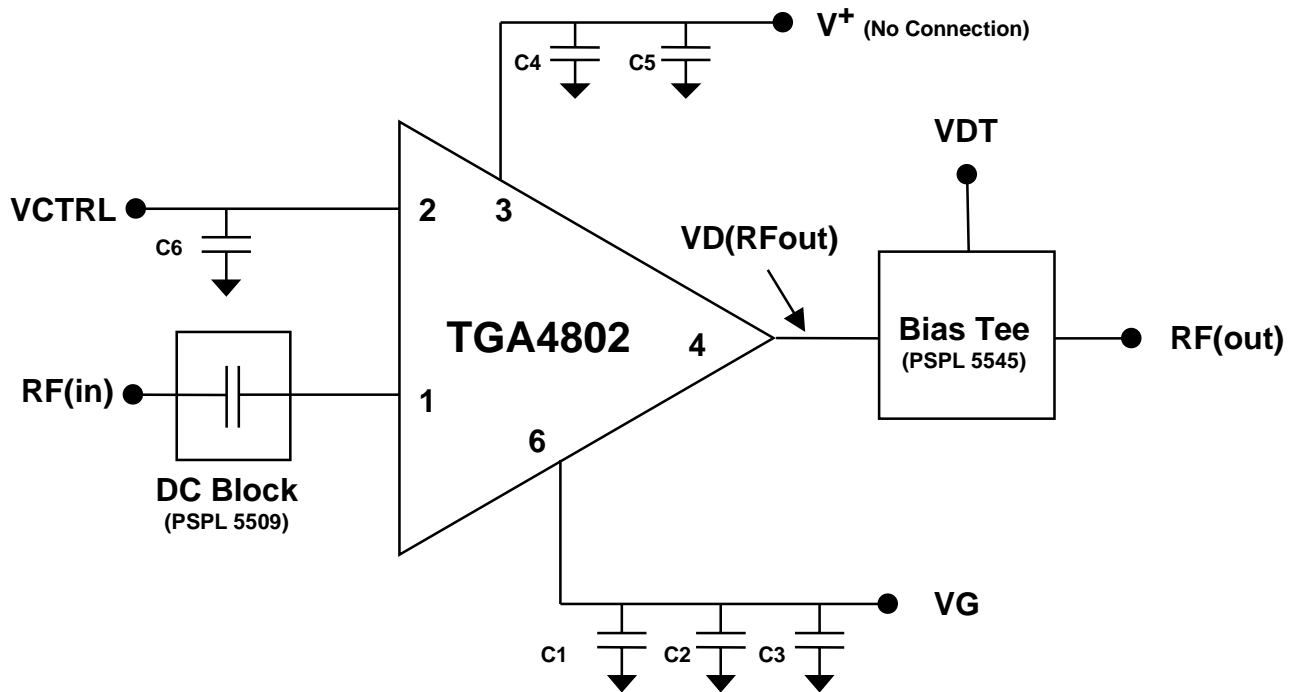 V+ (No Connection)
C4
C5
VDT
VCTRL
2
3
C6
VD(RFout)
TGA4802
4
Bias Tee
(PSPL 5545)
RF(out)
RF(in)
1
6
DC Block
(PSPL 5509)
VG
C1
C2
C3